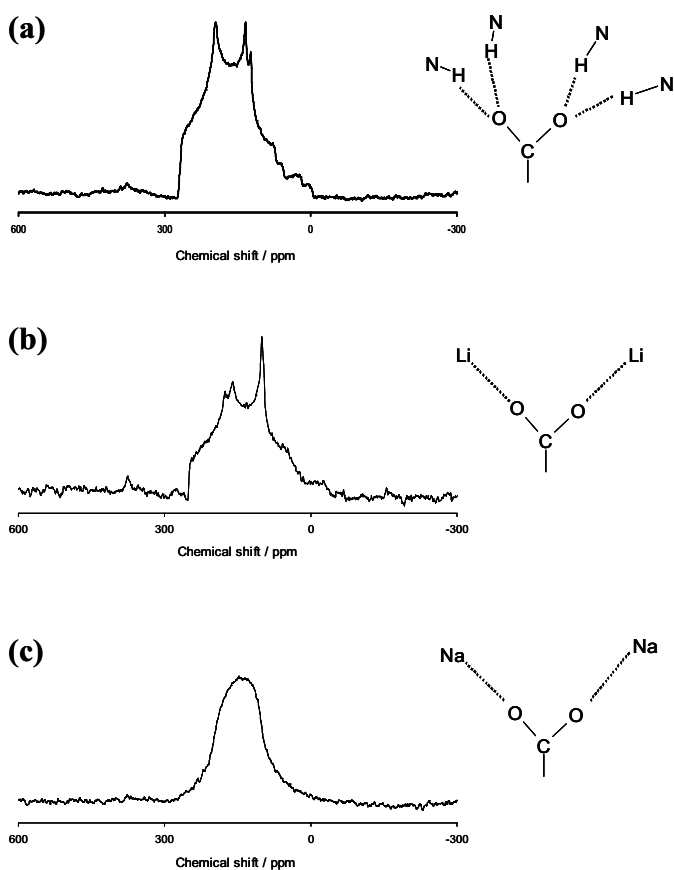 (a)
N
N
N
H
H
H
H
N
O
O
C
600
300
0
-300
Chemical shift / ppm
(b)
Li
Li
O
O
C
600
300
0
-300
Chemical shift / ppm
(c)
Na
Na
O
O
C
600
300
0
-300
Chemical shift / ppm